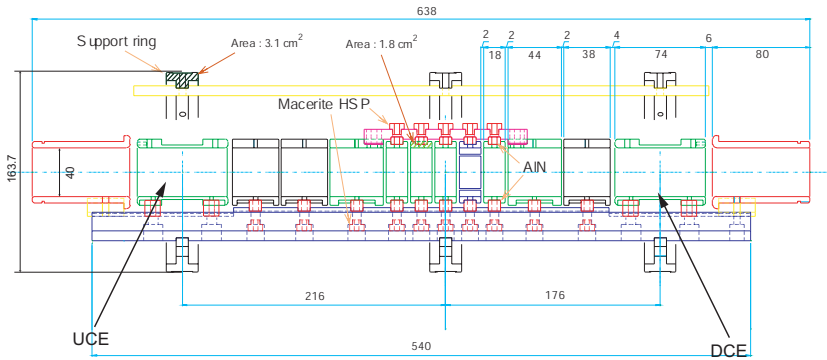 638
Support ring
Area : 3.1 cm2
Area : 1.8 cm2
2
2
2
4
6
18
44
38
74
80
Macerite HSP
163.7
40
AlN
216
176
UCE
DCE
540